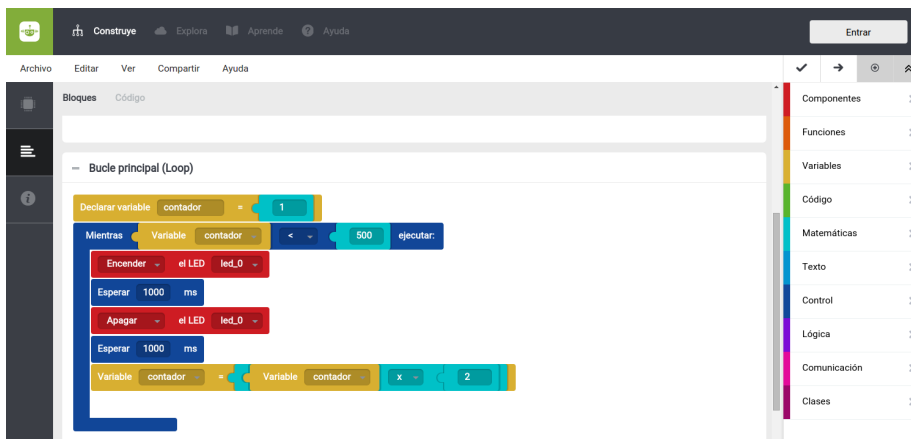 Construye Explora Aprende Ayuda Entrar
Archivo Editar Ver Compartir Ayuda
Bloques Código
Bucle principal (Loop)
Declarar variable contador = 1
Mientras Variable contador < 500 ejecutar:
Encender el LED led_0
Esperar 1000 ms
Apagar el LED led_0
Esperar 1000 ms
Variable contador = Variable contador x 2
Componentes
Funciones
Variables
Código
Matemáticas
Texto
Control
Lógica
Comunicación
Clases